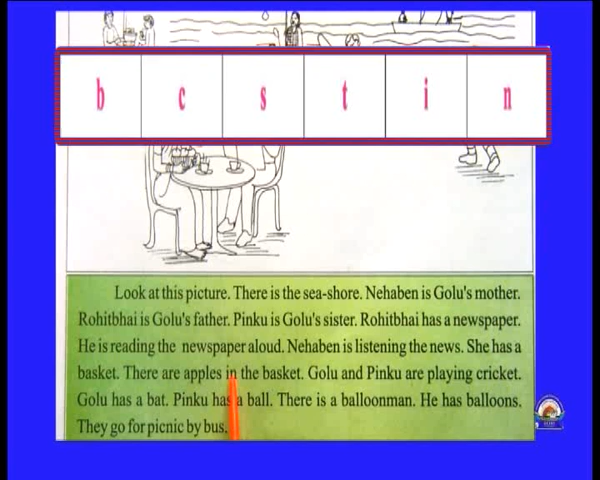 b c s t i n
Look at this picture. There is the sea-shore. Nehaben is Golu's mother.
Rohitbhai is Golu's father. Pinku is Golu's sister. Rohitbhai has a newspaper.
He is reading the newspaper aloud. Nehaben is listening the news. She has a
basket. There are apples in the basket. Golu and Pinku are playing cricket.
Golu has a bat. Pinku has a ball. There is a balloonman. He has balloons.
They go for picnic by bus.